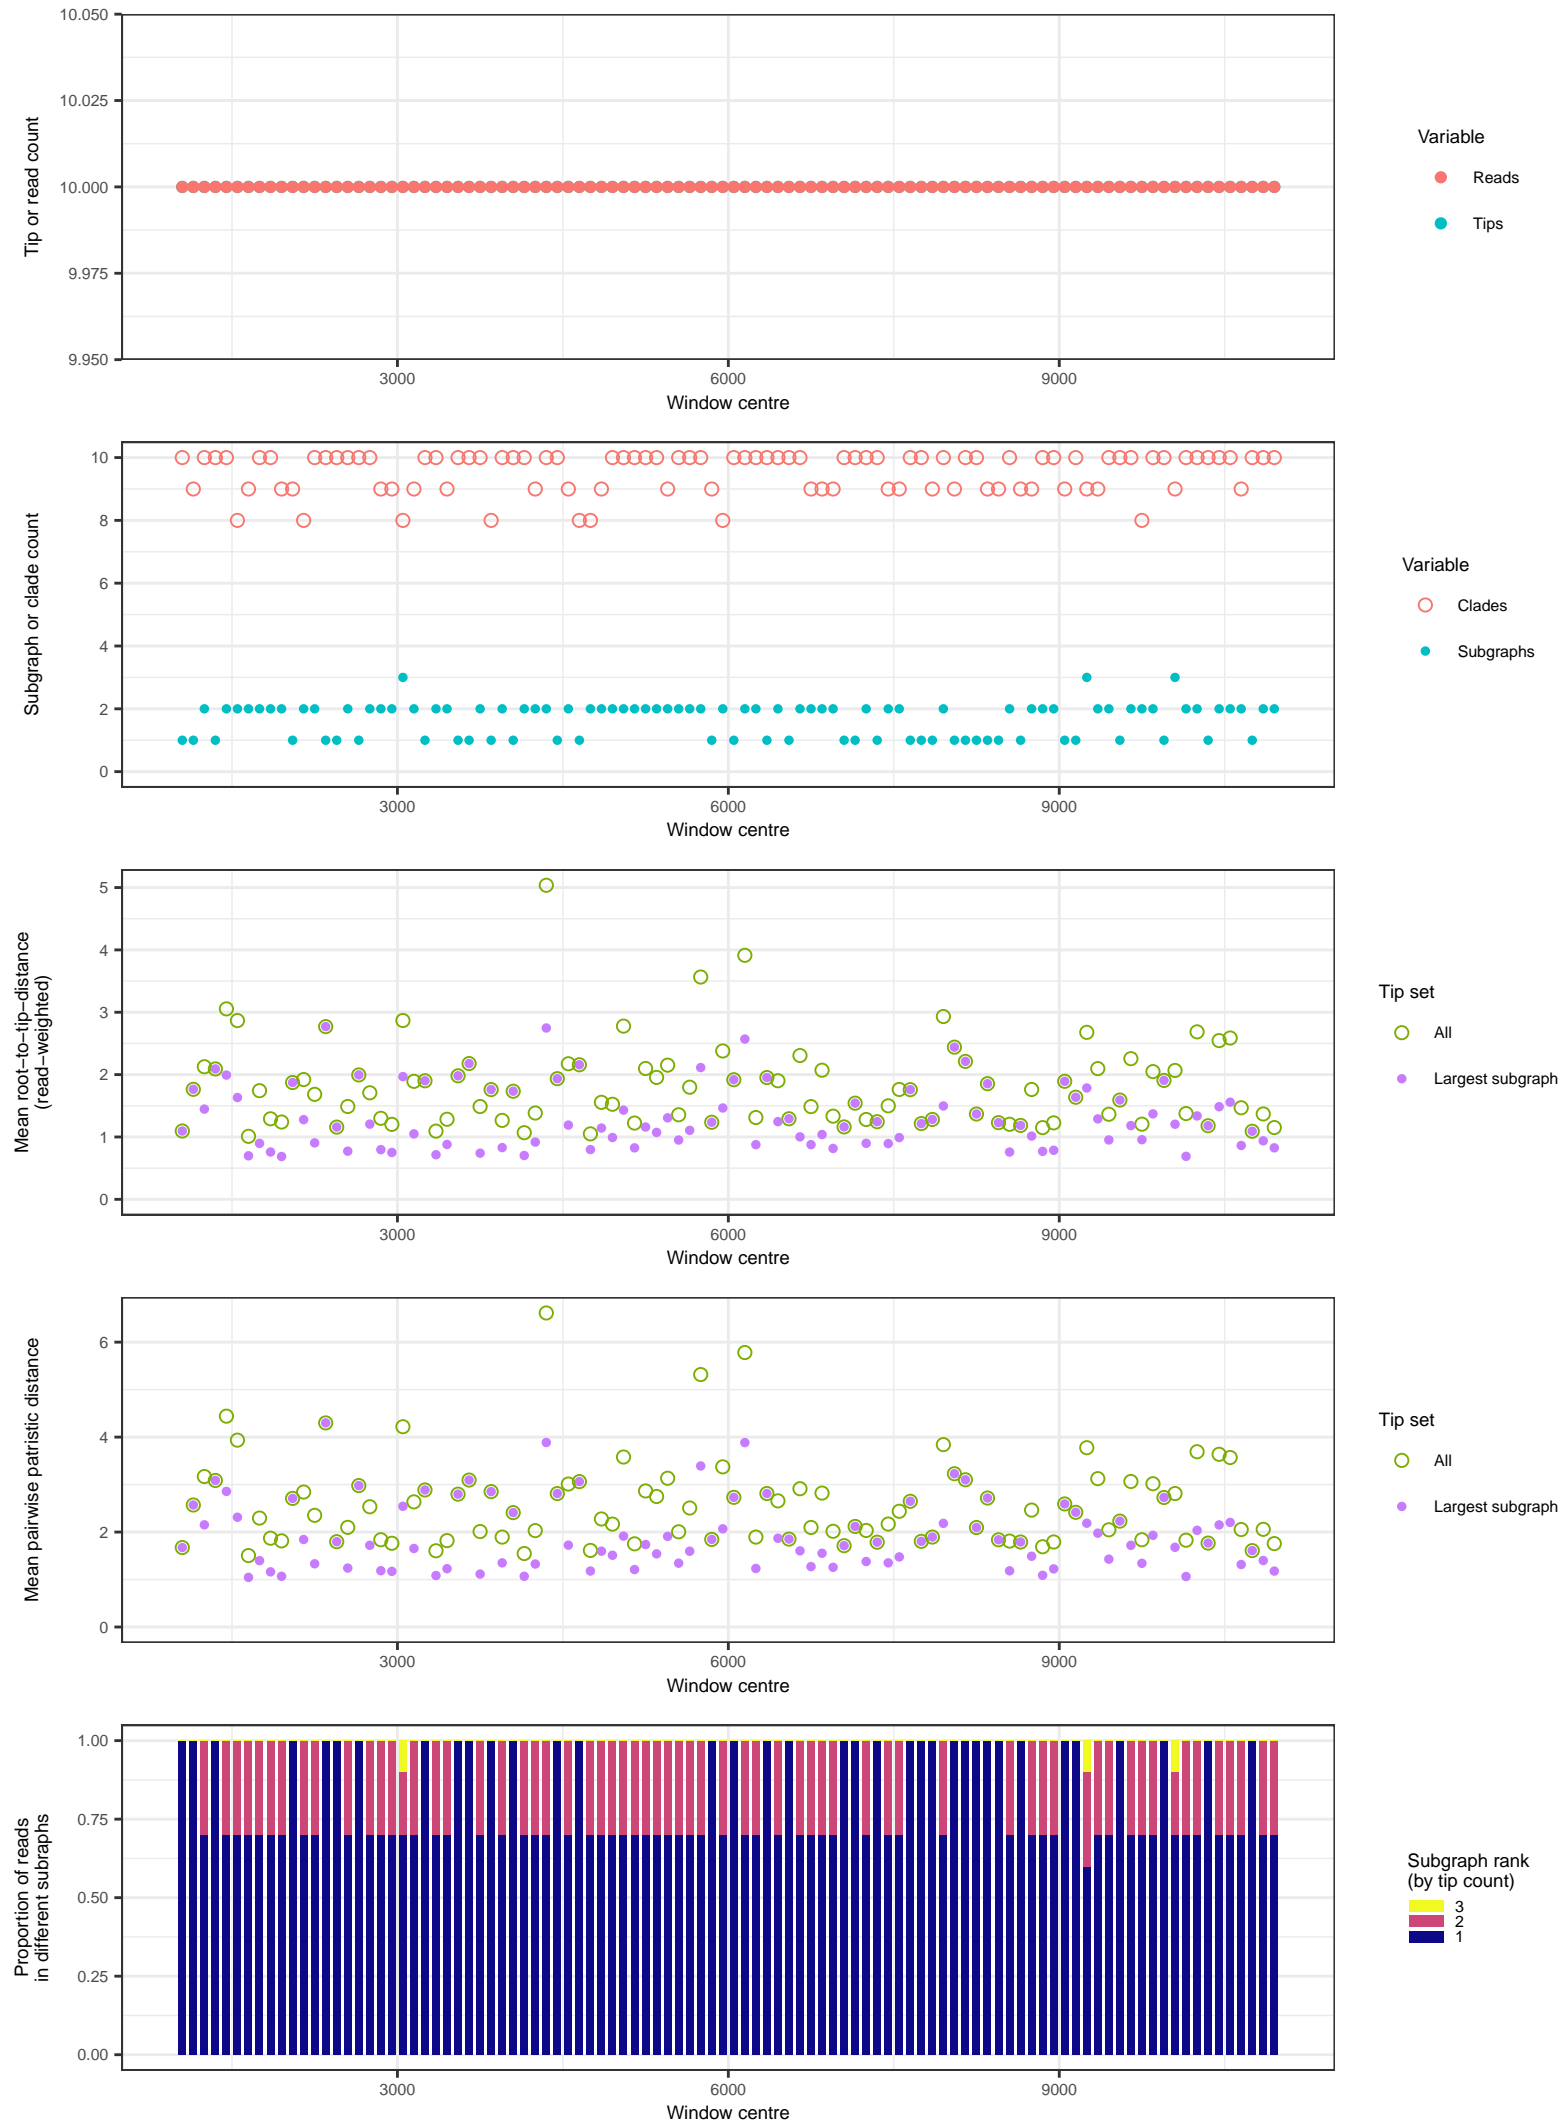 10.050
10.025
10.000
9.975
9.950
Tip or read count
3000
6000
9000
Window centre
Variable
Reads
Tips
10
8
6
4
2
0
Subgraph or clade count
3000
6000
9000
Window centre
Variable
Clades
Subgraphs
5
4
3
2
1
0
Mean root−to−tip−distance
(read−weighted)
3000
6000
9000
Window centre
Tip set
All
Largest subgraph
6
4
2
0
Mean pairwise patristic distance
3000
6000
9000
Window centre
Tip set
All
Largest subgraph
1.00
0.75
0.50
0.25
0.00
Proportion of reads
in different subraphs
3000
6000
9000
Window centre
Subgraph rank
(by tip count)
3
2
1